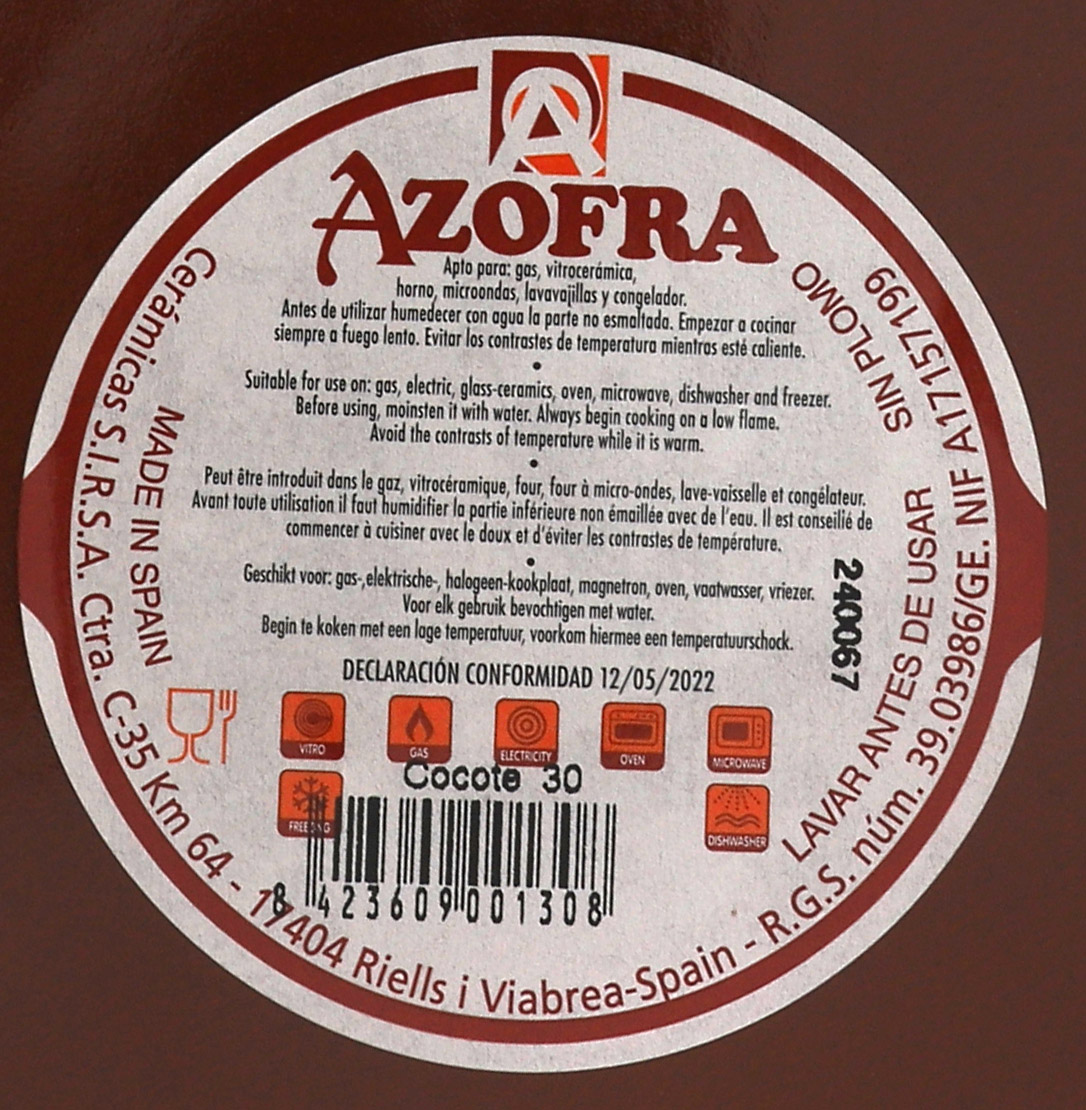 AZOFRA
Apto para: gas, vitrocerámica,
horno, microondas, lavavajillas y congelador.
Antes de utilizar humedecer con agua la parte no esmaltada. Empezar a cocinar
siempre a fuego lento. Evitar los contrastes de temperatura mientras esté caliente.
Suitable for use on: gas, electric, glass-ceramics, oven, microwave, dishwasher and freezer.
Before using, moinsten it with water. Always begin cooking on a low flame.
Avoid the contrasts of temperature while it is warm.
Peut être introduit dans le gaz, vitrocéramique, four, four à micro-ondes, lave-vaisselle et congélateur.
Avant toute utilisation il faut humidifier la partie inférieure non émaillée avec de l'eau. Il est conseilié de
commencer à cuisiner avec le doux et d'éviter les contrastes de température.
Geschikt voor: gas-,elektrische-, halogeen-kookplaat, magnetron, oven, vaatwasser, vriezer.
Voor elk gebruik bevochtigen met water.
Begin te koken met een lage temperatuur, voorkom hiermee een temperatuurschock.
DECLARACIÓN CONFORMIDAD 12/05/2022
VITRO
GAS
ELECTRICITY
OVEN
MICROWAVE
DISHWASHER
Cocote 30
8 423609 001308
240067
MADE IN SPAIN
SIN PLOMO
LAVAR ANTES DE USAR
Cerámicas S.I.R.S.A. Ctra. C-35 Km 64 - 17404 Riells i Viabrea-Spain - R.G.S. núm. 39.03986/GE. NIF A17157199